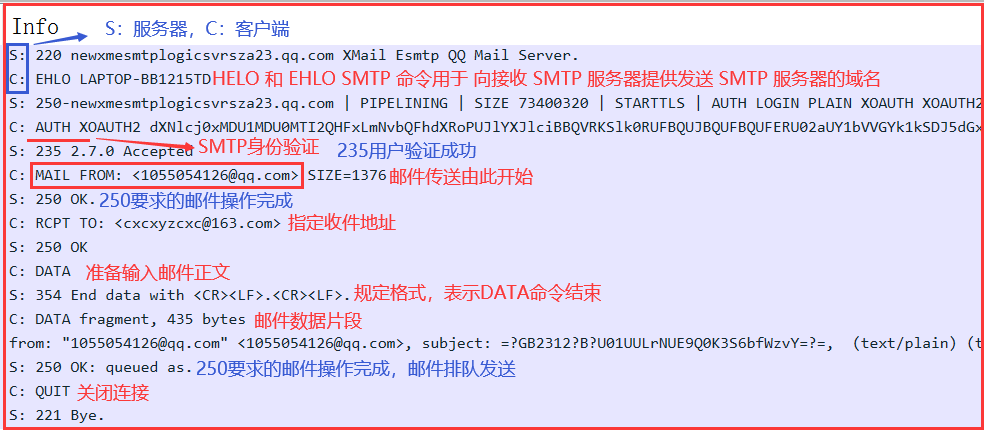 Info S: 服务器，C: 客户端
S: 220 newxmesmtplogicsvrsza23.qq.com XMail Esmtp QQ Mail Server.
C: EHLO LAPTOP-BB1215TD HELO 和 EHLO SMTP 命令用于 向接收 SMTP 服务器提供发送 SMTP 服务器的域名
S: 250-newxmesmtplogicsvrsza23.qq.com | PIPELINING | SIZE 73400320 | STARTTLS | AUTH LOGIN PLAIN XOAUTH XOAUTH2
C: AUTH XOAUTH2 dXNlcj0xMDU1MDU0MTI2QHFxLmNvbQFhdXRoPUJlYXJlciBBQVRKSlk0RUFBQUJBQUFBQUFERU02aUY1bVVGYk1kSDJ5dGx
SMTP身份验证
S: 235 2.7.0 Accepted 235用户验证成功
C: MAIL FROM: <1055054126@qq.com> SIZE=1376 邮件传送由此开始
S: 250 OK. 250要求的邮件操作完成
C: RCPT TO: <cxcxyzcxc@163.com> 指定收件地址
S: 250 OK
C: DATA 准备输入邮件正文
S: 354 End data with <CR><LF>.<CR><LF>. 规定格式，表示DATA命令结束
C: DATA fragment, 435 bytes 邮件数据片段
from: "1055054126@qq.com" <1055054126@qq.com>, subject: =?GB2312?B?U01UULrNUE9Q0K3S6bfWzvY=?=, (text/plain) (t
S: 250 OK: queued as. 250要求的邮件操作完成，邮件排队发送
C: QUIT 关闭连接
S: 221 Bye.